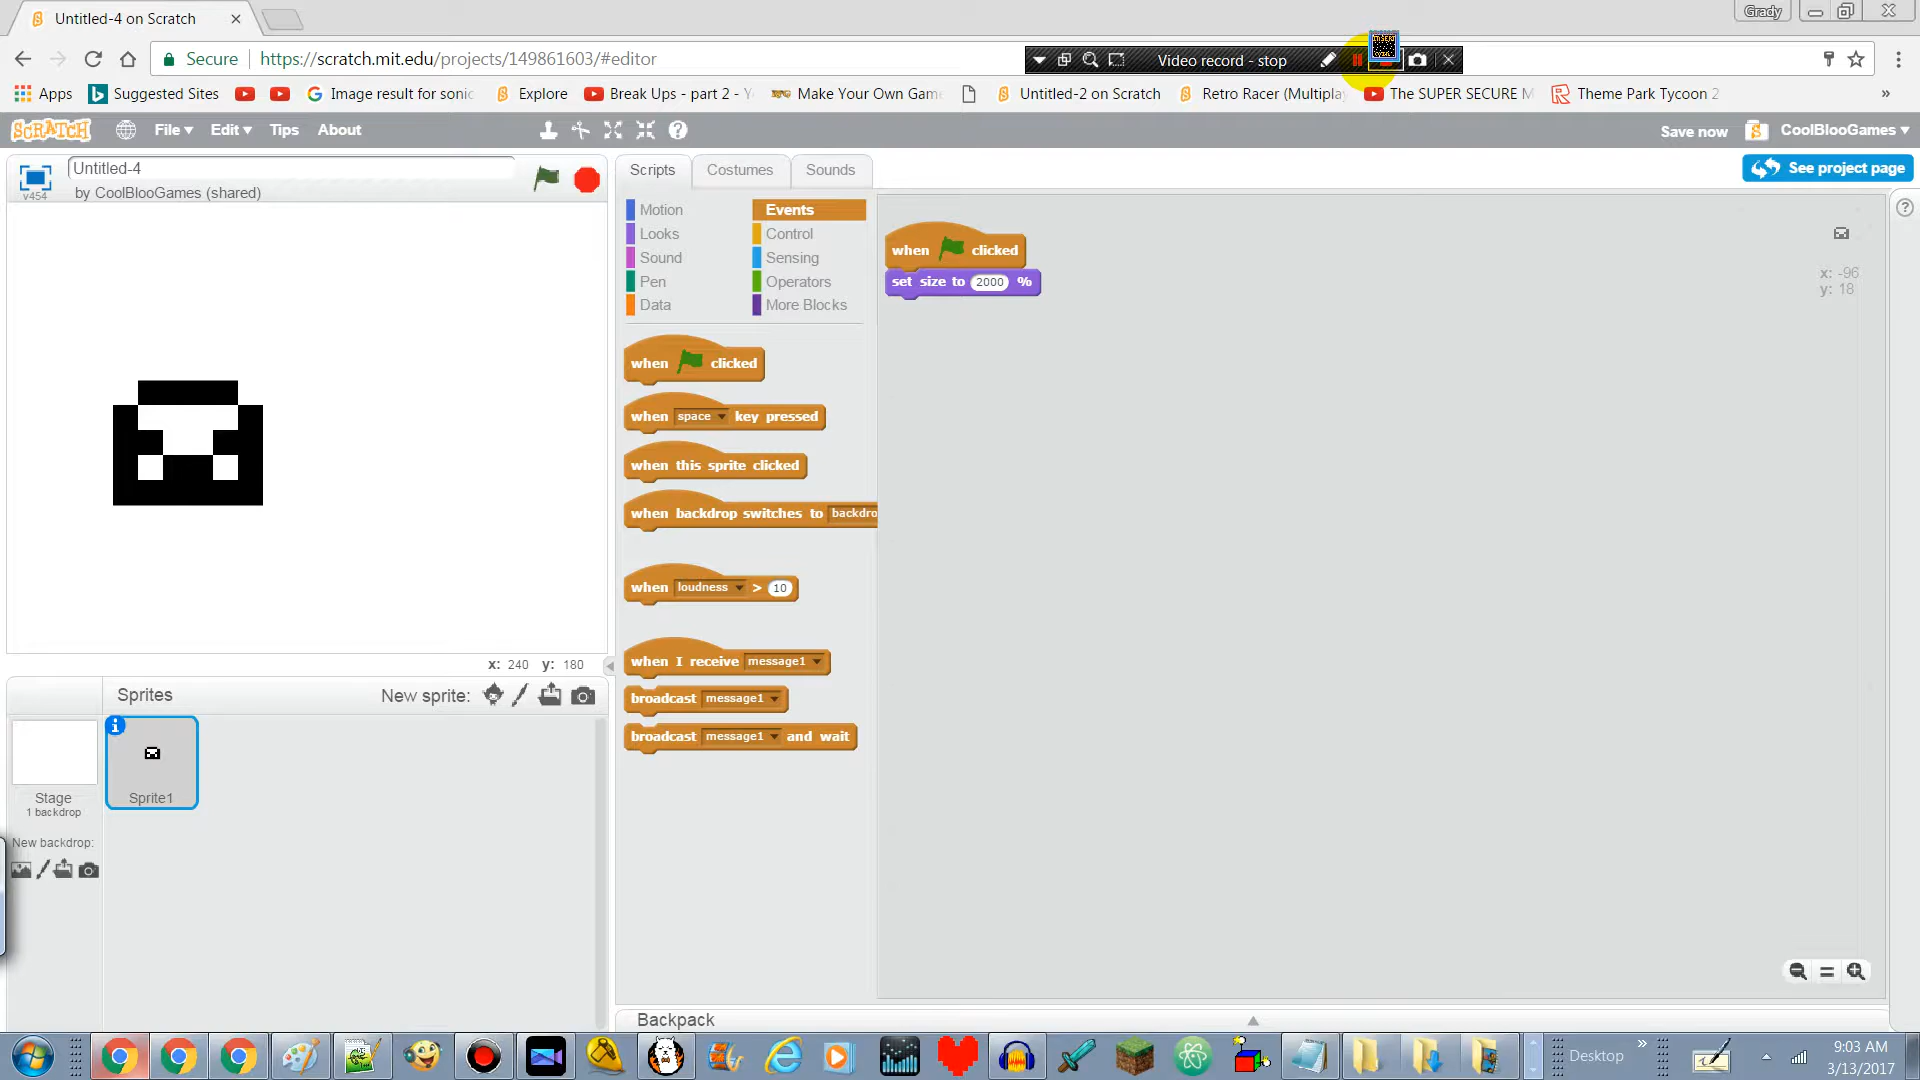 Untitled-4 on Scratch
Grady
Secure
https://scratch.mit.edu/projects/149861603/#editor
Video record - stop
Apps
Suggested Sites
Image result for sonic
Explore
Break Ups - part 2 - Y
Make Your Own Game
Untitled-2 on Scratch
Retro Racer (Multiplay
The SUPER SECURE M
Theme Park Tycoon 2
»
SCRATCH
File
Edit
Tips
About
Save now
CoolBlooGames
Untitled-4
by CoolBlooGames (shared)
v454
Scripts
Costumes
Sounds
See project page
Motion
Events
Looks
Control
Sound
Sensing
Pen
Operators
Data
More Blocks
when clicked
when space key pressed
when this sprite clicked
when backdrop switches to backdro
when loudness > 10
when I receive message1
broadcast message1
broadcast message1 and wait
when clicked
set size to 2000 %
x: -96
y: 18
x: 240 y: 180
Sprites
New sprite:
Stage
1 backdrop
New backdrop:
Sprite1
Backpack
Desktop
»
9:03 AM
3/13/2017